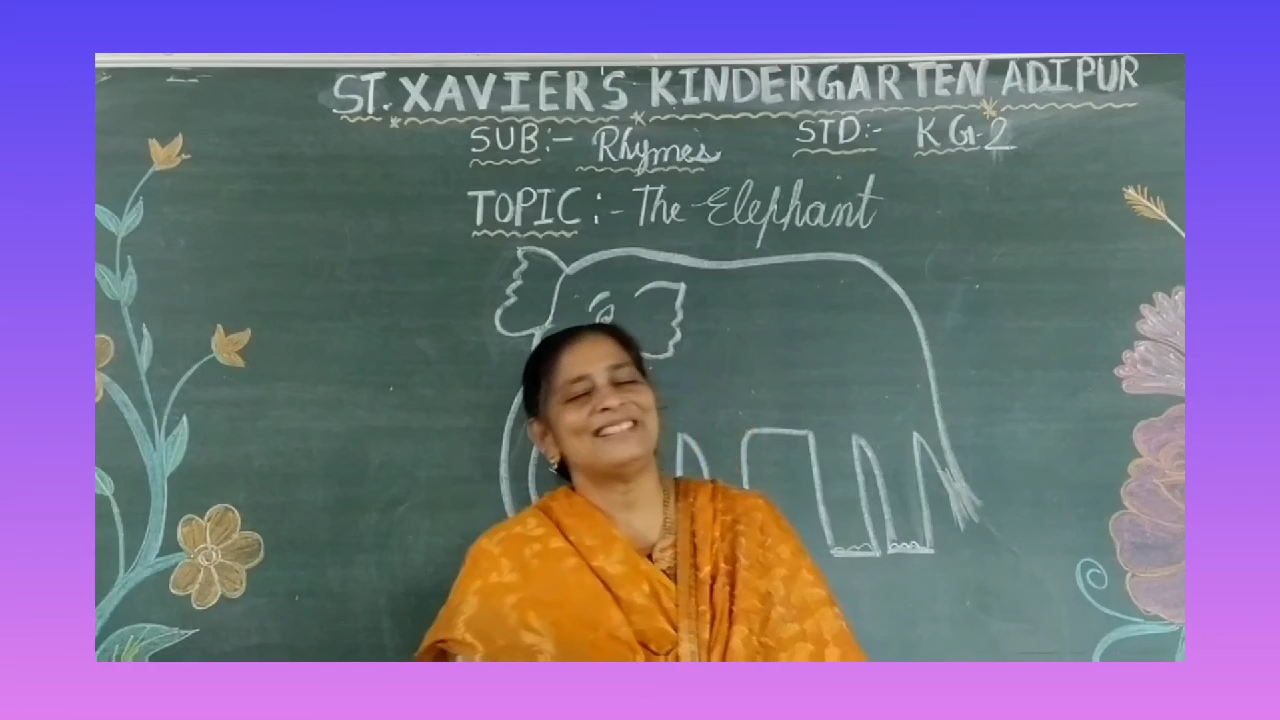 ST. XAVIER'S KINDERGARTEN ADIPUR
SUB:- Rhymes STD:- KG-2
TOPIC:- The Elephant